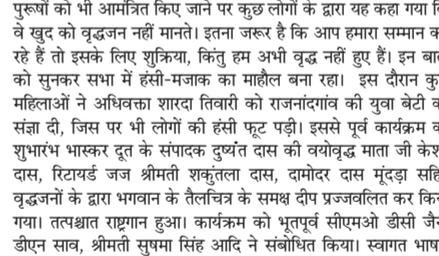 पुरूषों को भी आमंत्रित किए जाने पर कुछ लोगों के द्वारा यह कहा गया
वे खुद को वृद्धजन नहीं मानते। इतना जरूर है कि आप हमारा सम्मान
रहे हैं तो इसके लिए शुक्रिया, किंतु हम अभी वृद्ध नहीं हुए हैं। इन
को सुनकर सभा में हंसी-मजाक का माहौल बना रहा। इस दौरान
महिलाओं ने अधिवक्ता शारदा तिवारी को राजनांदगांव की युवा बेटी
संज्ञा दी, जिस पर भी लोगों की हंसी फूट पड़ी। इससे पूर्व कार्यक्रम
शुभारंभ भास्कर दूत के संपादक दुष्यंत दास की वयोवृद्ध माता जी
दास, रिटायर्ड जज श्रीमती शकुंतला दास, दामोदर दास मूंदड़ा
वृद्धजनों के द्वारा भगवान के तैलचित्र के समक्ष दीप प्रज्जवलित कर
गया। तत्पश्चात राष्ट्रगान हुआ। कार्यक्रम को भूतपूर्व सीएमओ डीसी
डीएन साव, श्रीमती सुषमा सिंह आदि ने संबोधित किया। स्वागत